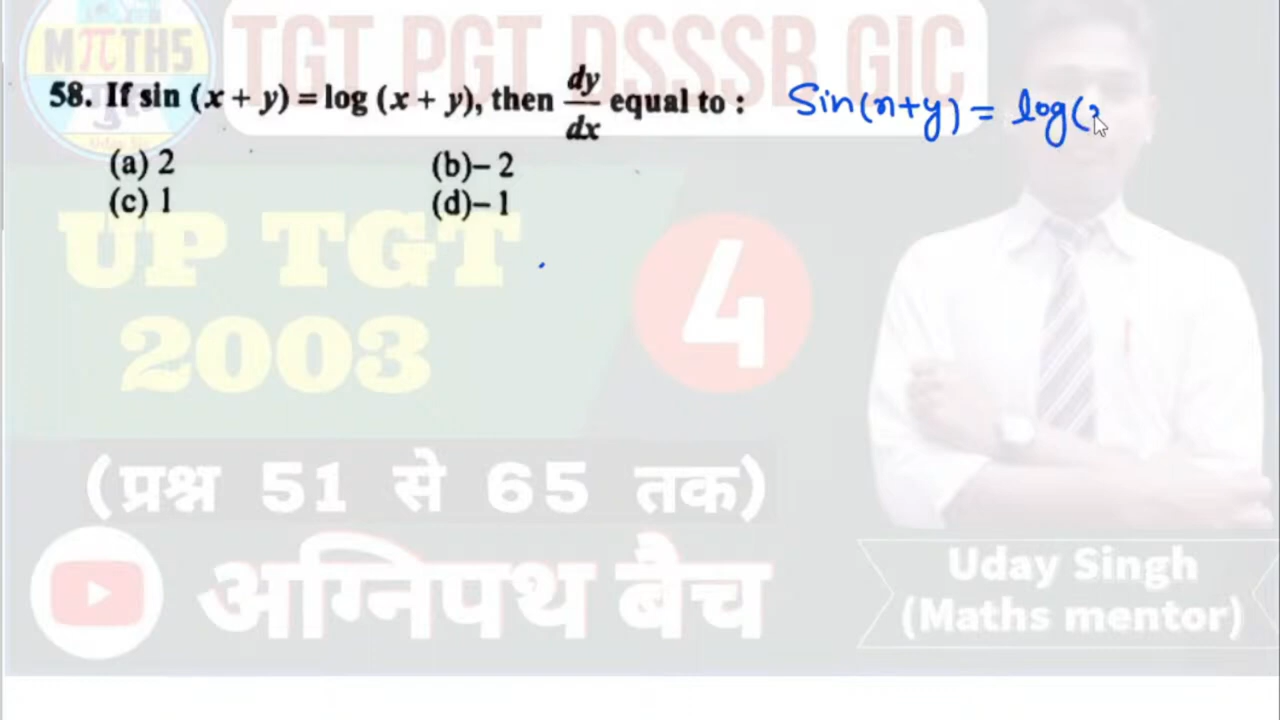 MπTHS
TGT PGT DSSSB GIC
58. If sin (x + y) = log (x + y), then dy/dx equal to :
Sin(x+y) = log(
(a) 2 (b) – 2
(c) 1 (d) – 1
UP TGT
2003
4
(प्रश्न 51 से 65 तक)
अग्निपथ बैच
Uday Singh
(Maths mentor)